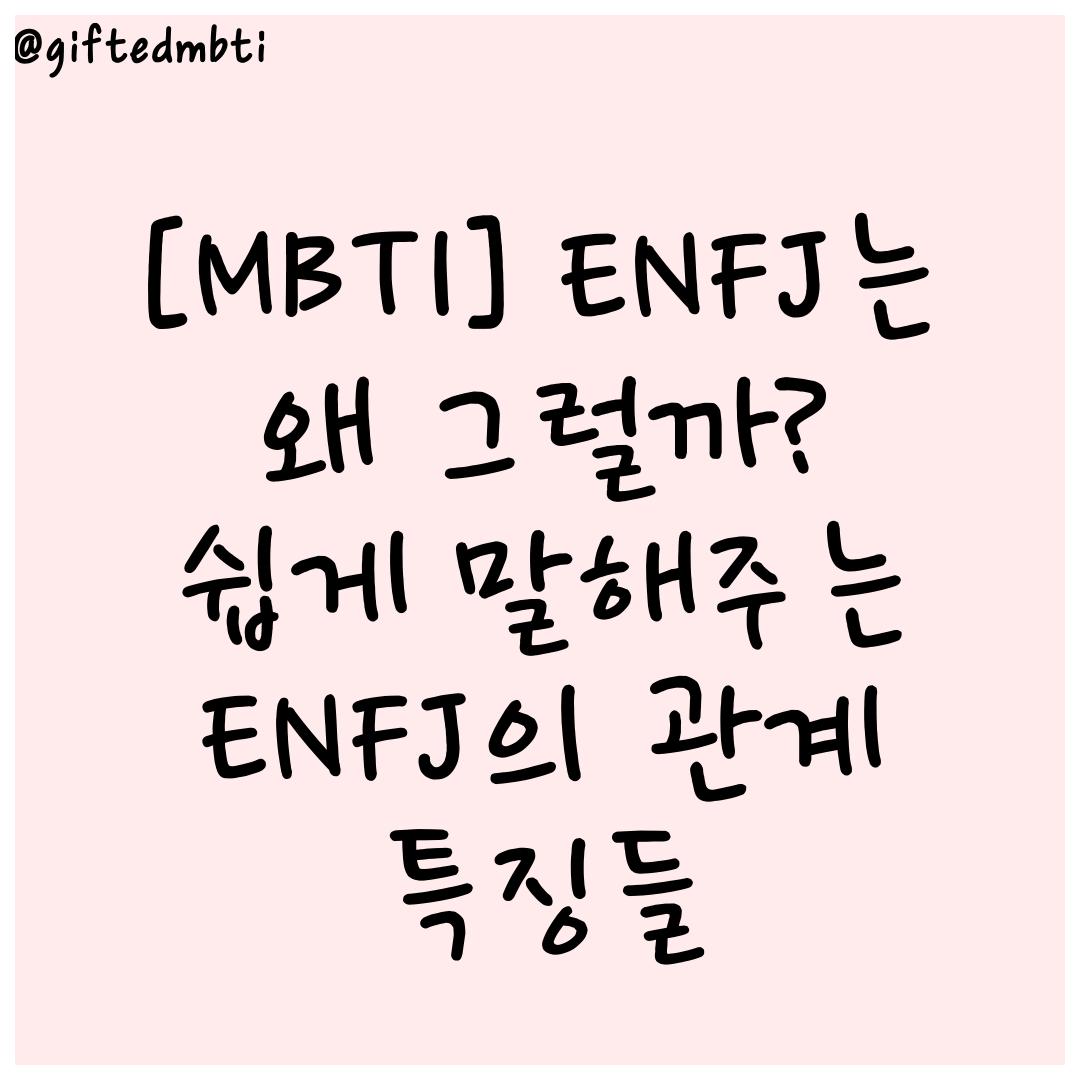 @giftedmbti
[MBTI] ENFJ는
왜 그럴까?
쉽게 말해주는
ENFJ의 관계
특징들